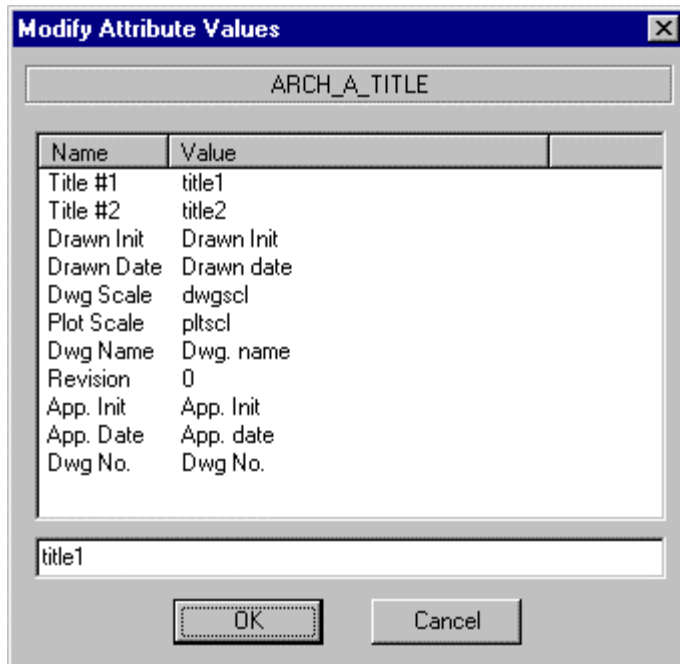 Modify Attribute Values
ARCH_A_TITLE
Name Value
Title #1 title1
Title #2 title2
Drawn Init Drawn Init
Drawn Date Drawn date
Dwg Scale dwgscl
Plot Scale pltscl
Dwg Name Dwg. name
Revision 0
App. Init App. Init
App. Date App. date
Dwg No. Dwg No.
title1
OK Cancel